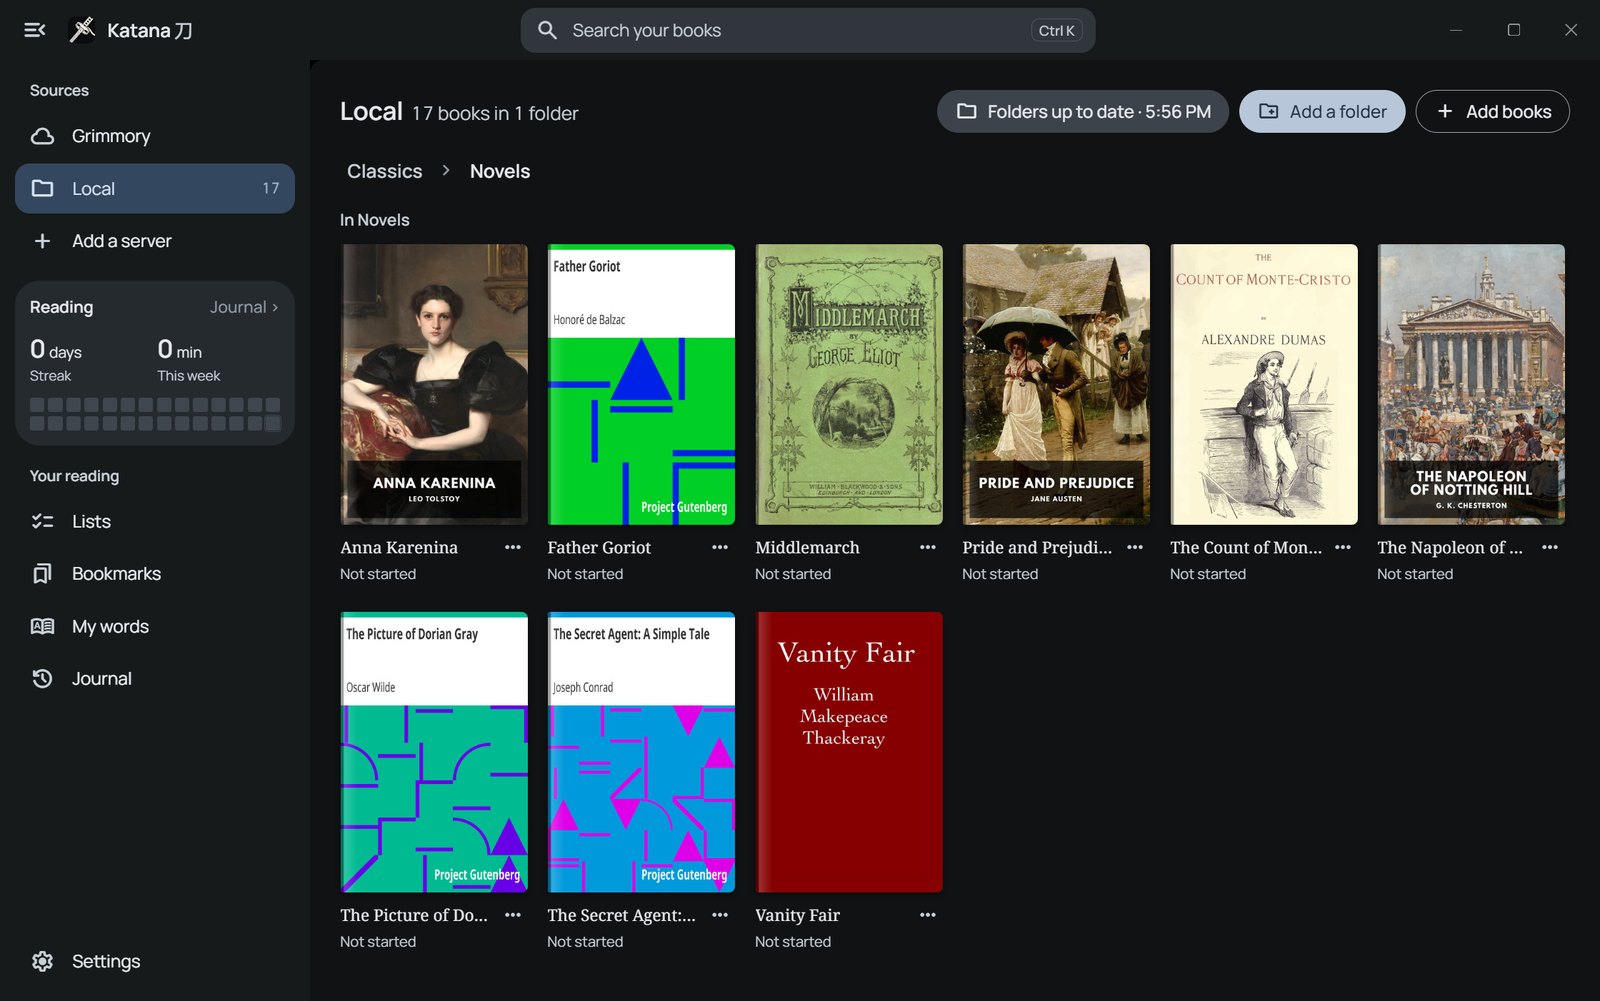 Katana 刀
Search your books
Ctrl K
Sources
Grimmory
Local
17
Add a server
Reading
Journal ›
0 days
Streak
0 min
This week
Your reading
Lists
Bookmarks
My words
Journal
Settings
Local
17 books in 1 folder
Folders up to date · 5:56 PM
Add a folder
Add books
Classics
Novels
In Novels
ANNA KARENINA
LEO TOLSTOY
Anna Karenina
Not started
Father Goriot
Honoré de Balzac
Project Gutenberg
Father Goriot
Not started
MIDDLEMARCH
BY
GEORGE ELIOT
WILLIAM BLACKWOOD & SONS
EDINBURGH AND LONDON
Middlemarch
Not started
PRIDE AND PREJUDICE
JANE AUSTEN
Pride and Prejudi...
Not started
THE
COUNT OF MONTE-CRISTO
BY
ALEXANDRE DUMAS
The Count of Mon...
Not started
THE NAPOLEON
OF NOTTING HILL
G. K. CHESTERTON
The Napoleon of ...
Not started
The Picture of Dorian Gray
Oscar Wilde
Project Gutenberg
The Picture of Do...
Not started
The Secret Agent: A Simple Tale
Joseph Conrad
Project Gutenberg
The Secret Agent:...
Not started
Vanity Fair
William
Makepeace
Thackeray
Vanity Fair
Not started